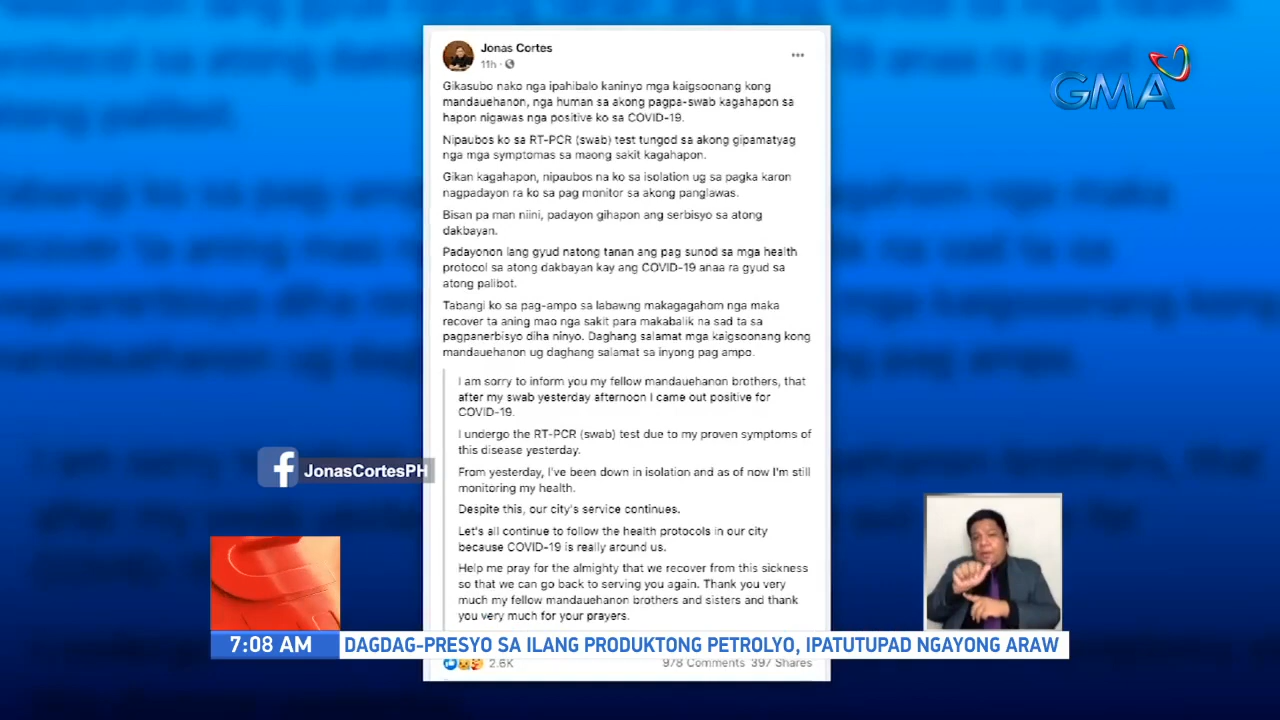 Jonas Cortes
11h
Gikasubo nako nga ipahibalo kaninyo mga kaigsoonang kong
mandauehanon, nga human sa akong pagpa-swab kagahapon sa
hapon nigawas nga positive ko sa COVID-19.
Nipaubos ko sa RT-PCR (swab) test tungod sa akong gipamatyag
nga mga symptomas sa maong sakit kagahapon.
Gikan kagahapon, nipaubos na ko sa isolation ug sa pagka karon
nagpadayon ra ko sa pag monitor sa akong panglawas.
Bisan pa man niini, padayon gihapon ang serbisyo sa atong
dakbayan.
Padayonon lang gyud natong tanan ang pag sunod sa mga health
protocol sa atong dakbayan kay ang COVID-19 anaa ra gyud sa
atong palibot.
Tabangi ko sa pag-ampo sa labawng makagagahom nga maka
recover ta aning mao nga sakit para makabalik na sad ta sa
pagpanerbisyo diha ninyo. Daghang salamat mga kaigsoonang kong
mandauehanon ug daghang salamat sa inyong pag ampo.
I am sorry to inform you my fellow mandauehanon brothers, that
after my swab yesterday afternoon I came out positive for
COVID-19.
I undergo the RT-PCR (swab) test due to my proven symptoms of
this disease yesterday.
From yesterday, I've been down in isolation and as of now I'm still
monitoring my health.
Despite this, our city's service continues.
Let's all continue to follow the health protocols in our city
because COVID-19 is really around us.
Help me pray for the almighty that we recover from this sickness
so that we can go back to serving you again. Thank you very
much my fellow mandauehanon brothers and sisters and thank
you very much for your prayers.
2.6K
978 Comments 397 Shares
GMA
JonasCortesPH
7:08 AM
DAGDAG-PRESYO SA ILANG PRODUKTONG PETROLYO, IPATUTUPAD NGAYONG ARAW